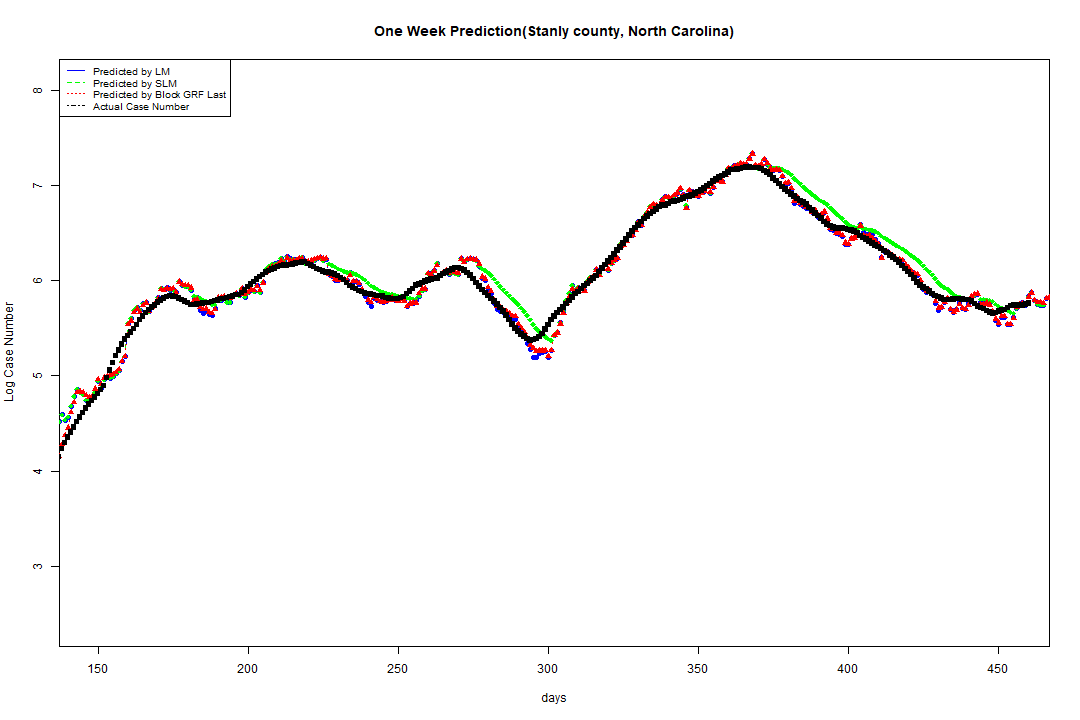 One Week Prediction(Stanly county, North Carolina)
Predicted by LM
Predicted by SLM
Predicted by Block GRF Last
Actual Case Number
8
7
6
5
4
3
Log Case Number
150 200 250 300 350 400 450
days